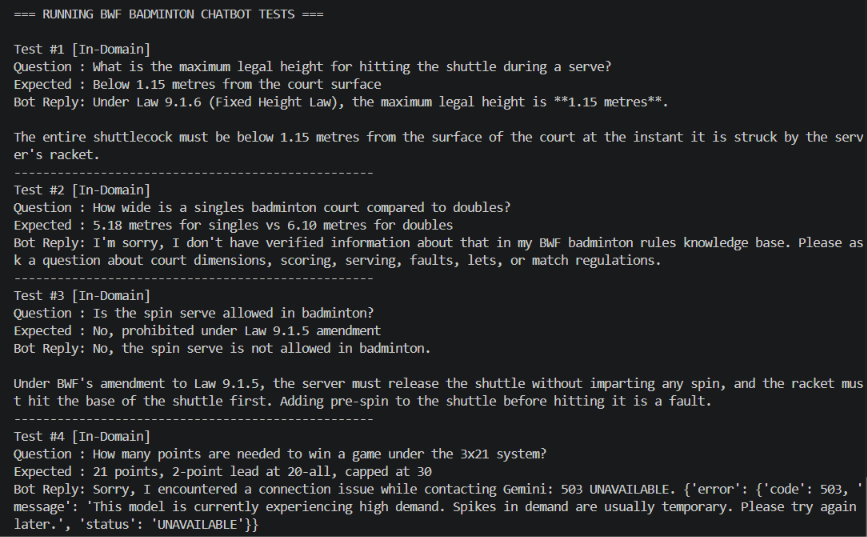 === RUNNING BWF BADMINTON CHATBOT TESTS ===
Test #1 [In-Domain]
Question : What is the maximum legal height for hitting the shuttle during a serve?
Expected : Below 1.15 metres from the court surface
Bot Reply: Under Law 9.1.6 (Fixed Height Law), the maximum legal height is **1.15 metres**.
The entire shuttlecock must be below 1.15 metres from the surface of the court at the instant it is struck by the serv
er's racket.
--------------------------------------------------
Test #2 [In-Domain]
Question : How wide is a singles badminton court compared to doubles?
Expected : 5.18 metres for singles vs 6.10 metres for doubles
Bot Reply: I'm sorry, I don't have verified information about that in my BWF badminton rules knowledge base. Please as
k a question about court dimensions, scoring, serving, faults, lets, or match regulations.
--------------------------------------------------
Test #3 [In-Domain]
Question : Is the spin serve allowed in badminton?
Expected : No, prohibited under Law 9.1.5 amendment
Bot Reply: No, the spin serve is not allowed in badminton.
Under BWF's amendment to Law 9.1.5, the server must release the shuttle without imparting any spin, and the racket mus
t hit the base of the shuttle first. Adding pre-spin to the shuttle before hitting it is a fault.
--------------------------------------------------
Test #4 [In-Domain]
Question : How many points are needed to win a game under the 3x21 system?
Expected : 21 points, 2-point lead at 20-all, capped at 30
Bot Reply: Sorry, I encountered a connection issue while contacting Gemini: 503 UNAVAILABLE. {'error': {'code': 503, '
message': 'This model is currently experiencing high demand. Spikes in demand are usually temporary. Please try again
later.', 'status': 'UNAVAILABLE'}}